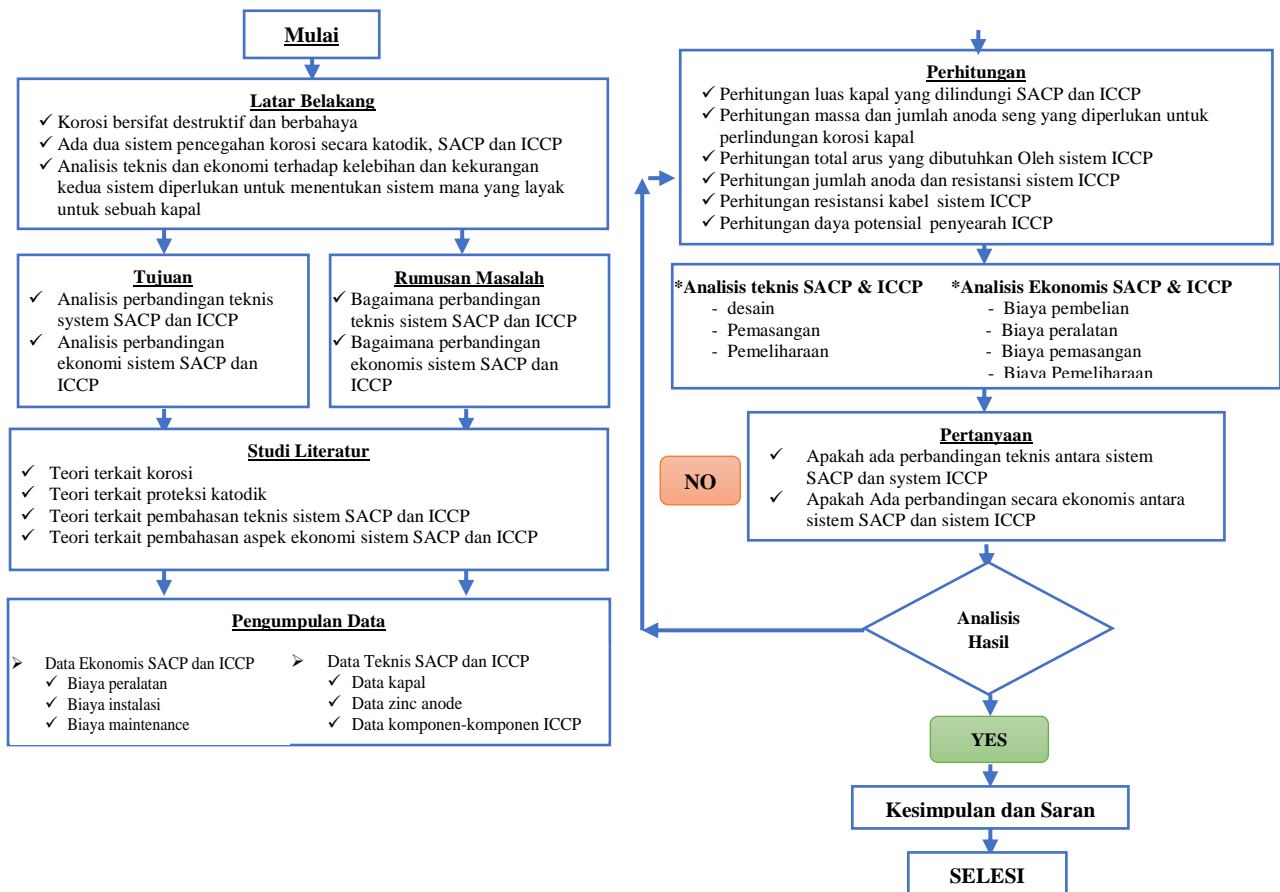 Mulai
Latar Belakang
✓ Korosi bersifat destruktif dan berbahaya
✓ Ada dua sistem pencegahan korosi secara katodik, SACP dan ICCP
✓ Analisis teknis dan ekonomi terhadap kelebihan dan kekurangan
kedua sistem diperlukan untuk menentukan sistem mana yang layak
untuk sebuah kapal
Tujuan
✓ Analisis perbandingan teknis
system SACP dan ICCP
✓ Analisis perbandingan
ekonomi sistem SACP dan
ICCP
Rumusan Masalah
✓ Bagaimana perbandingan
teknis sistem SACP dan ICCP
✓ Bagaimana perbandingan
ekonomis sistem SACP dan
ICCP
Studi Literatur
✓ Teori terkait korosi
✓ Teori terkait proteksi katodik
✓ Teori terkait pembahasan teknis sistem SACP dan ICCP
✓ Teori terkait pembahasan aspek ekonomi sistem SACP dan ICCP
Pengumpulan Data
➢ Data Ekonomis SACP dan ICCP
✓ Biaya peralatan
✓ Biaya instalasi
✓ Biaya maintenance
➢ Data Teknis SACP dan ICCP
✓ Data kapal
✓ Data zinc anode
✓ Data komponen-komponen ICCP
Perhitungan
✓ Perhitungan luas kapal yang dilindungi SACP dan ICCP
✓ Perhitungan massa dan jumlah anoda seng yang diperlukan untuk
perlindungan korosi kapal
✓ Perhitungan total arus yang dibutuhkan Oleh sistem ICCP
✓ Perhitungan jumlah anoda dan resistansi sistem ICCP
✓ Perhitungan resistansi kabel sistem ICCP
✓ Perhitungan daya potensial penyearah ICCP
*Analisis teknis SACP & ICCP
- desain
- Pemasangan
- Pemeliharaan
*Analisis Ekonomis SACP & ICCP
- Biaya pembelian
- Biaya peralatan
- Biaya pemasangan
- Biaya Pemeliharaan
Pertanyaan
✓ Apakah ada perbandingan teknis antara sistem
SACP dan system ICCP
✓ Apakah Ada perbandingan secara ekonomis antara
sistem SACP dan sistem ICCP
NO
Analisis
Hasil
YES
Kesimpulan dan Saran
SELESI